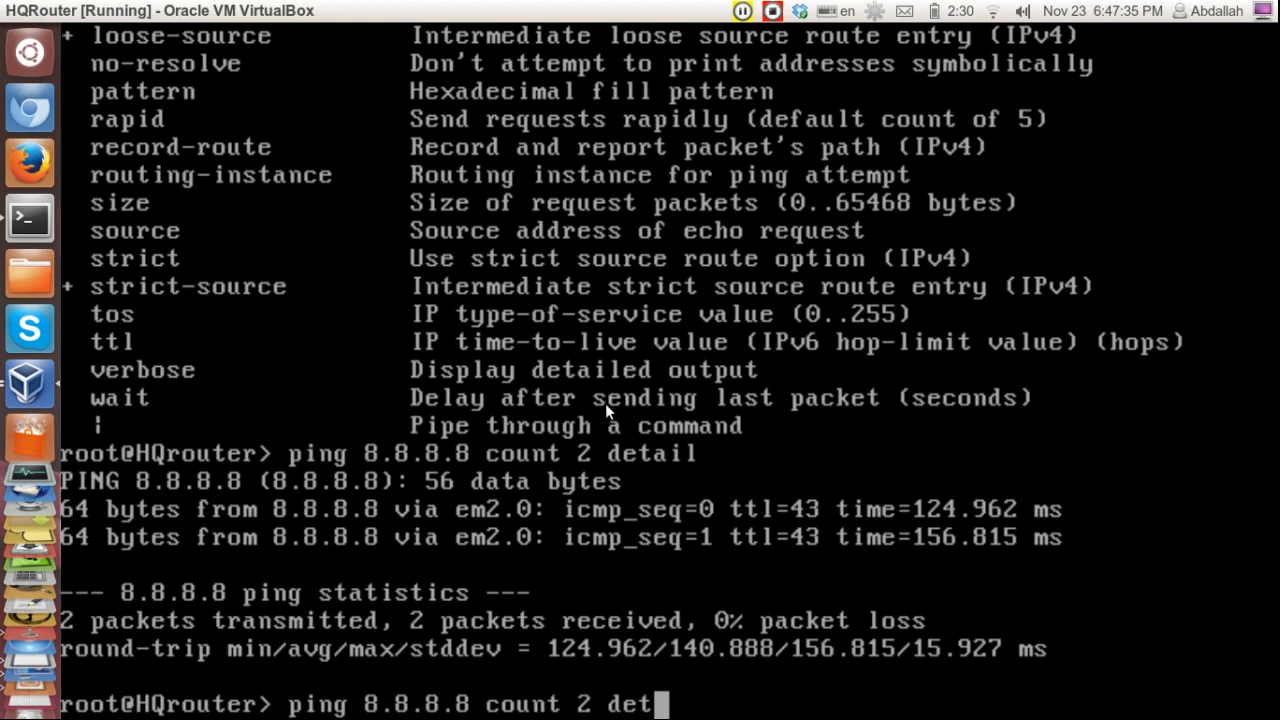 HQRouter [Running] - Oracle VM VirtualBox en 2:30 Nov 23 6:47:35 PM Abdallah
+ loose-source Intermediate loose source route entry (IPv4)
no-resolve Don't attempt to print addresses symbolically
pattern Hexadecimal fill pattern
rapid Send requests rapidly (default count of 5)
record-route Record and report packet's path (IPv4)
routing-instance Routing instance for ping attempt
size Size of request packets (0..65468 bytes)
source Source address of echo request
strict Use strict source route option (IPv4)
+ strict-source Intermediate strict source route entry (IPv4)
tos IP type-of-service value (0..255)
ttl IP time-to-live value (IPv6 hop-limit value) (hops)
verbose Display detailed output
wait Delay after sending last packet (seconds)
| Pipe through a command
root@HQrouter> ping 8.8.8.8 count 2 detail
PING 8.8.8.8 (8.8.8.8): 56 data bytes
64 bytes from 8.8.8.8 via em2.0: icmp_seq=0 ttl=43 time=124.962 ms
64 bytes from 8.8.8.8 via em2.0: icmp_seq=1 ttl=43 time=156.815 ms
--- 8.8.8.8 ping statistics ---
2 packets transmitted, 2 packets received, 0% packet loss
round-trip min/avg/max/stddev = 124.962/140.888/156.815/15.927 ms
root@HQrouter> ping 8.8.8.8 count 2 det